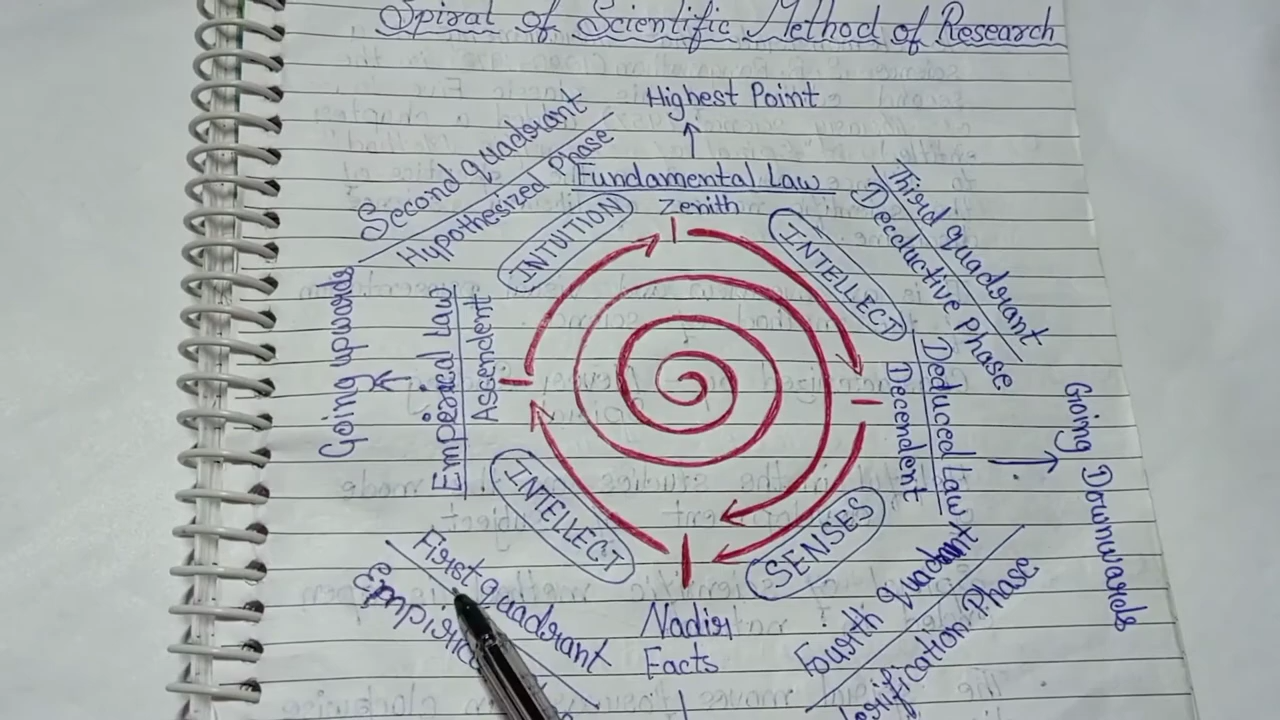 Spiral of Scientific Method of Research
Highest Point
Fundamental Law
Zenith
Second quadrant
Hypothesized Phase
INTUITION
INTELLECT
Third quadrant
Deductive Phase
Going upwards
Emperical Law
Ascendent
Decendent
Deduced Law
Going Downwards
INTELLECT
SENSES
First quadrant
Nadir
Facts
Fourth quadrant
Phase